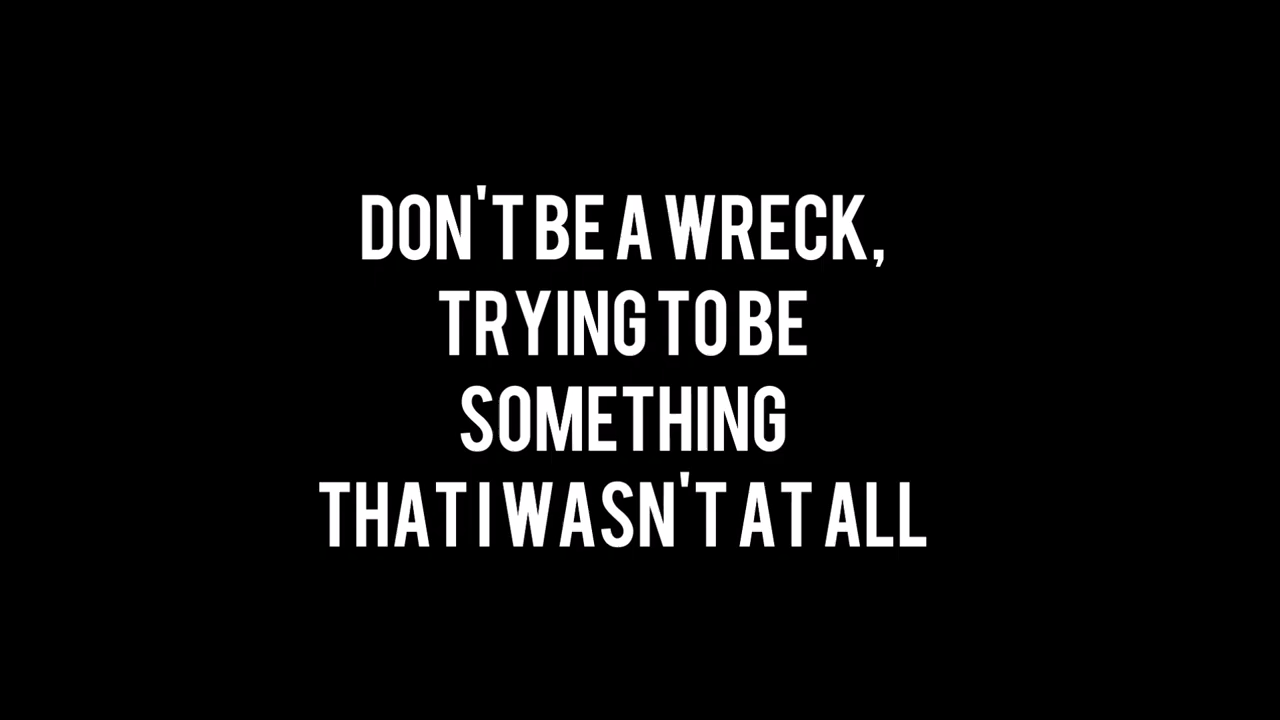 DON'T BE A WRECK,
TRYING TO BE
SOMETHING
THAT I WASN'T AT ALL